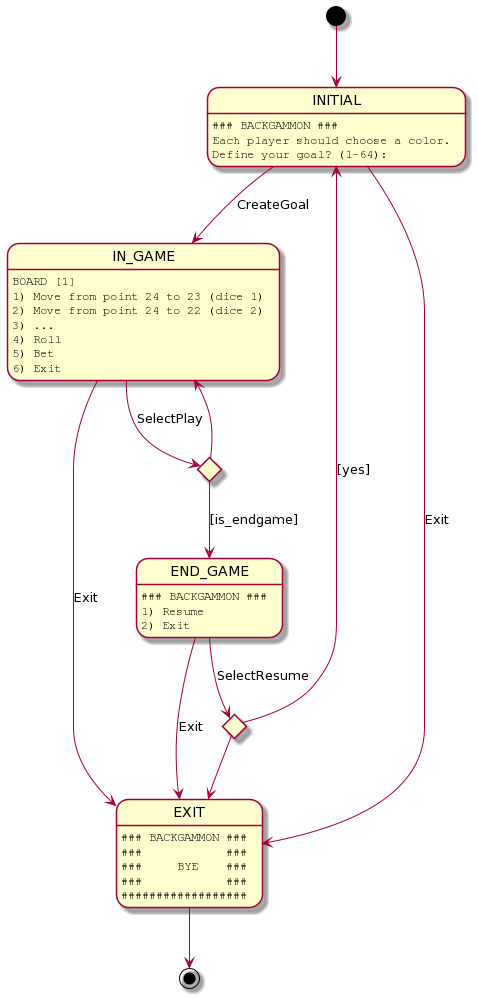 INITIAL
### BACKGAMMON ###
Each player should choose a color.
Define your goal? (1-64):
CreateGoal
IN_GAME
BOARD [1]
1) Move from point 24 to 23 (dice 1)
2) Move from point 24 to 22 (dice 2)
3) ...
4) Roll
5) Bet
6) Exit
SelectPlay
[yes]
[is_endgame]
Exit
END_GAME
### BACKGAMMON ###
1) Resume
2) Exit
Exit
SelectResume
Exit
EXIT
### BACKGAMMON ###
###            ###
###     BYE    ###
###            ###
##################